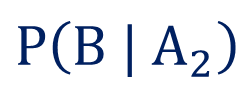 P(B | A₂)